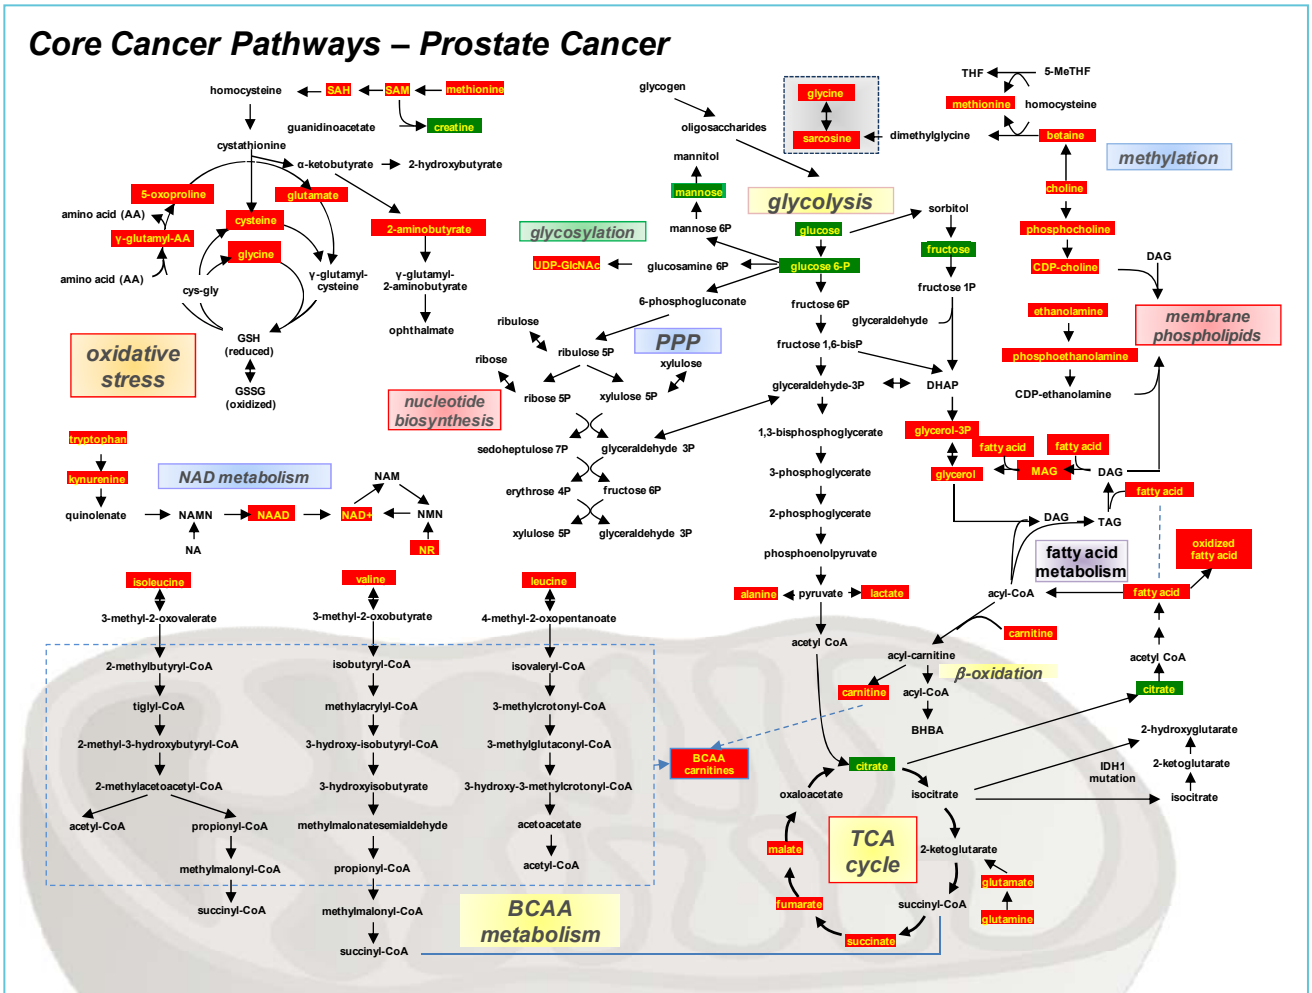 Core Cancer Pathways – Prostate Cancer
homocysteine
SAH
SAM
methionine
guanidinoacetate
creatine
cystathionine
α-ketobutyrate
2-hydroxybutyrate
5-oxoproline
glutamate
amino acid (AA)
cysteine
2-aminobutyrate
γ-glutamyl-AA
glycine
amino acid (AA)
cys-gly
γ-glutamyl-
cysteine
γ-glutamyl-
2-aminobutyrate
ophthalmate
GSH
(reduced)
GSSG
(oxidized)
oxidative
stress
glycogen
oligosaccharides
mannitol
mannose
mannose 6P
glycosylation
UDP-GlcNAc
glucosamine 6P
6-phosphogluconate
glycolysis
glucose
glucose 6-P
fructose 6P
fructose 1,6-bisP
glyceraldehyde-3P
1,3-bisphosphoglycerate
3-phosphoglycerate
2-phosphoglycerate
phosphoenolpyruvate
alanine
pyruvate
lactate
acetyl CoA
sorbitol
fructose
fructose 1P
glyceraldehyde
DHAP
glycerol-3P
glycerol
fatty acid
MAG
fatty acid
DAG
fatty acid
DAG
TAG
glycine
sarcosine
dimethylglycine
THF
5-MeTHF
methionine
homocysteine
betaine
methylation
choline
phosphocholine
CDP-choline
DAG
ethanolamine
phosphoethanolamine
CDP-ethanolamine
membrane
phospholipids
ribulose
ribose
ribulose 5P
PPP
xylulose
ribose 5P
xylulose 5P
nucleotide
biosynthesis
sedoheptulose 7P
glyceraldehyde 3P
erythrose 4P
fructose 6P
xylulose 5P
glyceraldehyde 3P
tryptophan
kynurenine
quinolenate
NAD metabolism
NAMN
NAAD
NAD+
NAM
NMN
NA
NR
fatty acid
metabolism
oxidized
fatty acid
acyl-CoA
fatty acid
carnitine
acyl-carnitine
β-oxidation
carnitine
acyl-CoA
BHBA
acetyl CoA
citrate
isoleucine
3-methyl-2-oxovalerate
2-methylbutyryl-CoA
tiglyl-CoA
2-methyl-3-hydroxybutyryl-CoA
2-methylacetoacetyl-CoA
acetyl-CoA
propionyl-CoA
methylmalonyl-CoA
succinyl-CoA
valine
3-methyl-2-oxobutyrate
isobutyryl-CoA
methylacrylyl-CoA
3-hydroxy-isobutyryl-CoA
3-hydroxyisobutyrate
methylmalonatesemialdehyde
propionyl-CoA
methylmalonyl-CoA
succinyl-CoA
leucine
4-methyl-2-oxopentanoate
isovaleryl-CoA
3-methylcrotonyl-CoA
3-methylglutaconyl-CoA
3-hydroxy-3-methylcrotonyl-CoA
acetoacetate
acetyl-CoA
BCAA
carnitines
BCAA
metabolism
citrate
oxaloacetate
isocitrate
TCA
cycle
malate
2-ketoglutarate
glutamate
fumarate
succinyl-CoA
glutamine
succinate
2-hydroxyglutarate
IDH1
mutation
2-ketoglutarate
isocitrate